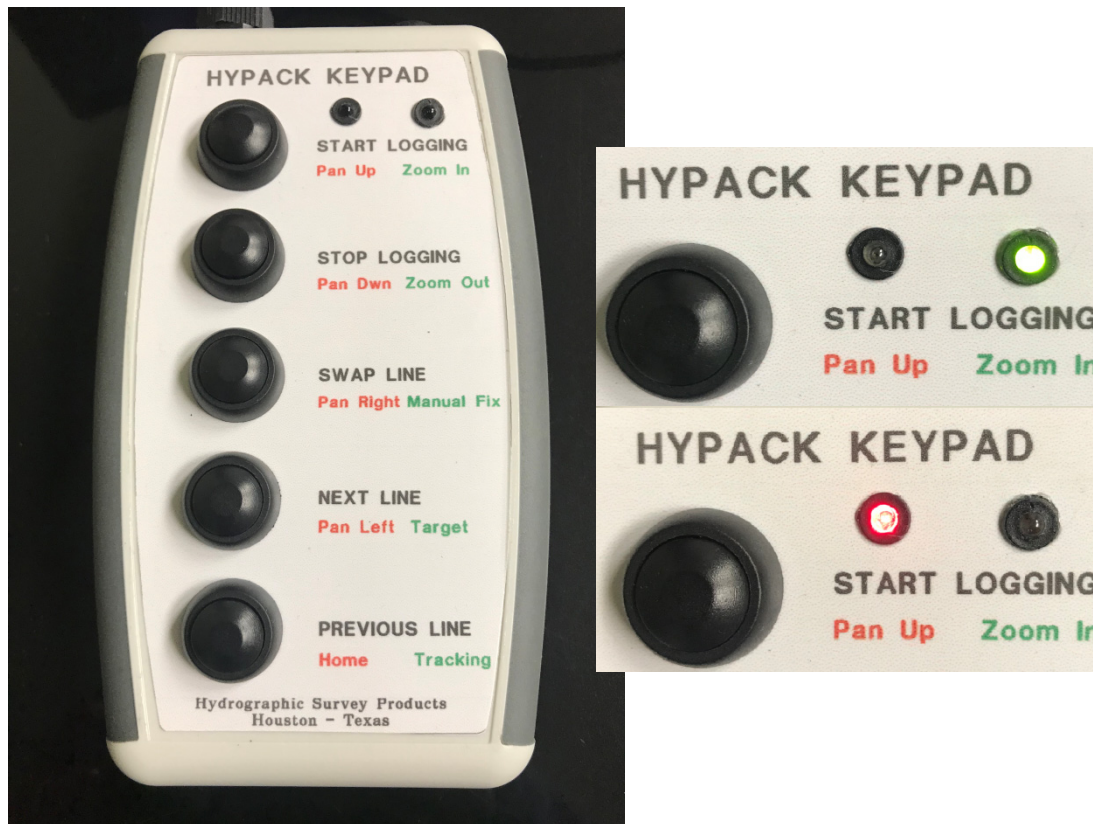 HYPACK KEYPAD
START LOGGING
Pan Up Zoom In
STOP LOGGING
Pan Dwn Zoom Out
SWAP LINE
Pan Right Manual Fix
NEXT LINE
Pan Left Target
PREVIOUS LINE
Home Tracking
Hydrographic Survey Products
Houston - Texas
HYPACK KEYPAD
START LOGGING
Pan Up Zoom In
HYPACK KEYPAD
START LOGGING
Pan Up Zoom In